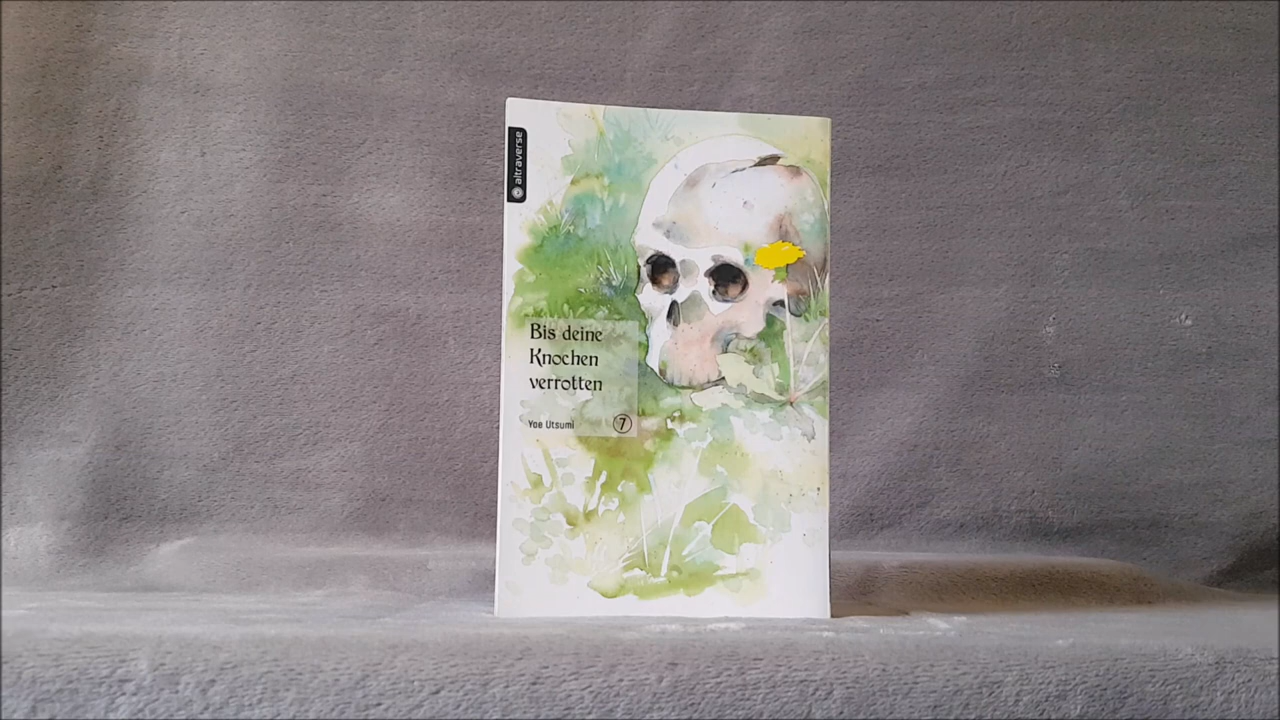 altraverse
Bis deine
Knochen
verrotten
Yae Utsumi
7